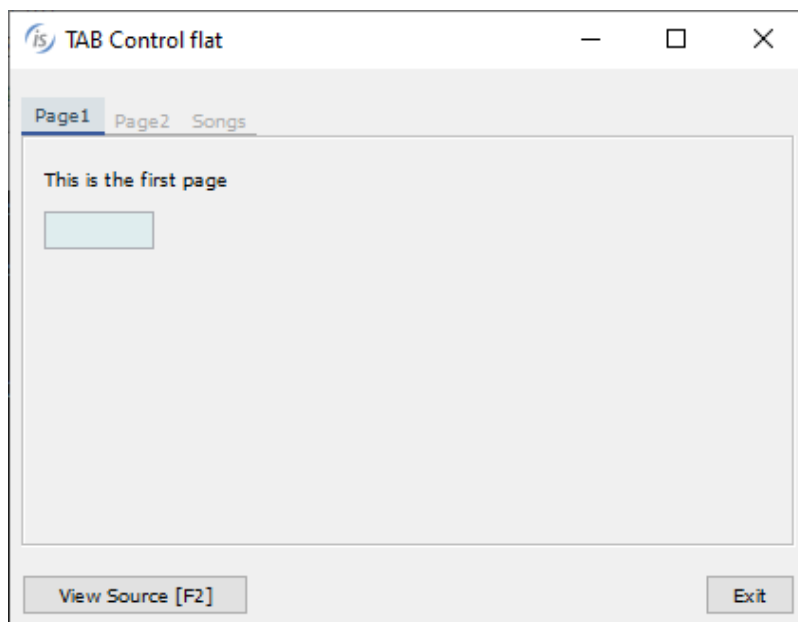 is TAB Control flat
Page1 Page2 Songs
This is the first page
View Source [F2] Exit